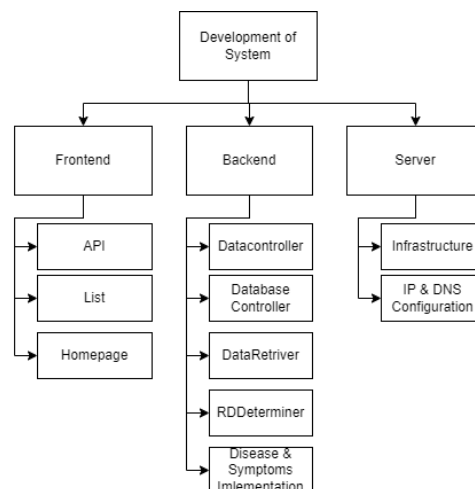 Development of
System
Frontend
Backend
Server
API
List
Homepage
Datacontroller
Database
Controller
DataRetriver
RDDeterminer
Disease &
Symptoms
Imlementation
Infrastructure
IP & DNS
Configuration